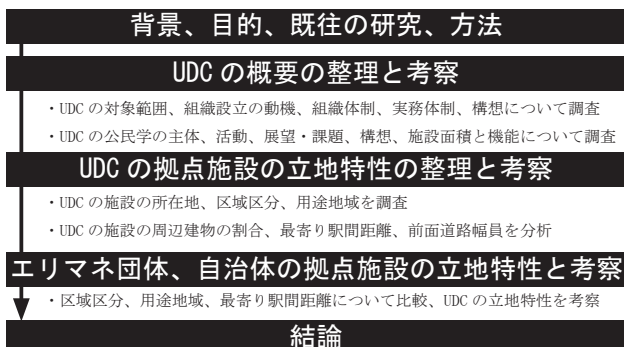 背景、目的、既往の研究、方法
UDC の概要の整理と考察
・UDC の対象範囲、組織設立の動機、組織体制、実務体制、構想について調査
・UDC の公民学の主体、活動、展望・課題、構想、施設面積と機能について調査
UDC の拠点施設の立地特性の整理と考察
・UDC の施設の所在地、区域区分、用途地域を調査
・UDC の施設の周辺建物の割合、最寄り駅間距離、前面道路幅員を分析
エリマネ団体、自治体の拠点施設の立地特性と考察
・区域区分、用途地域、最寄り駅間距離について比較、UDC の立地特性を考察
結論